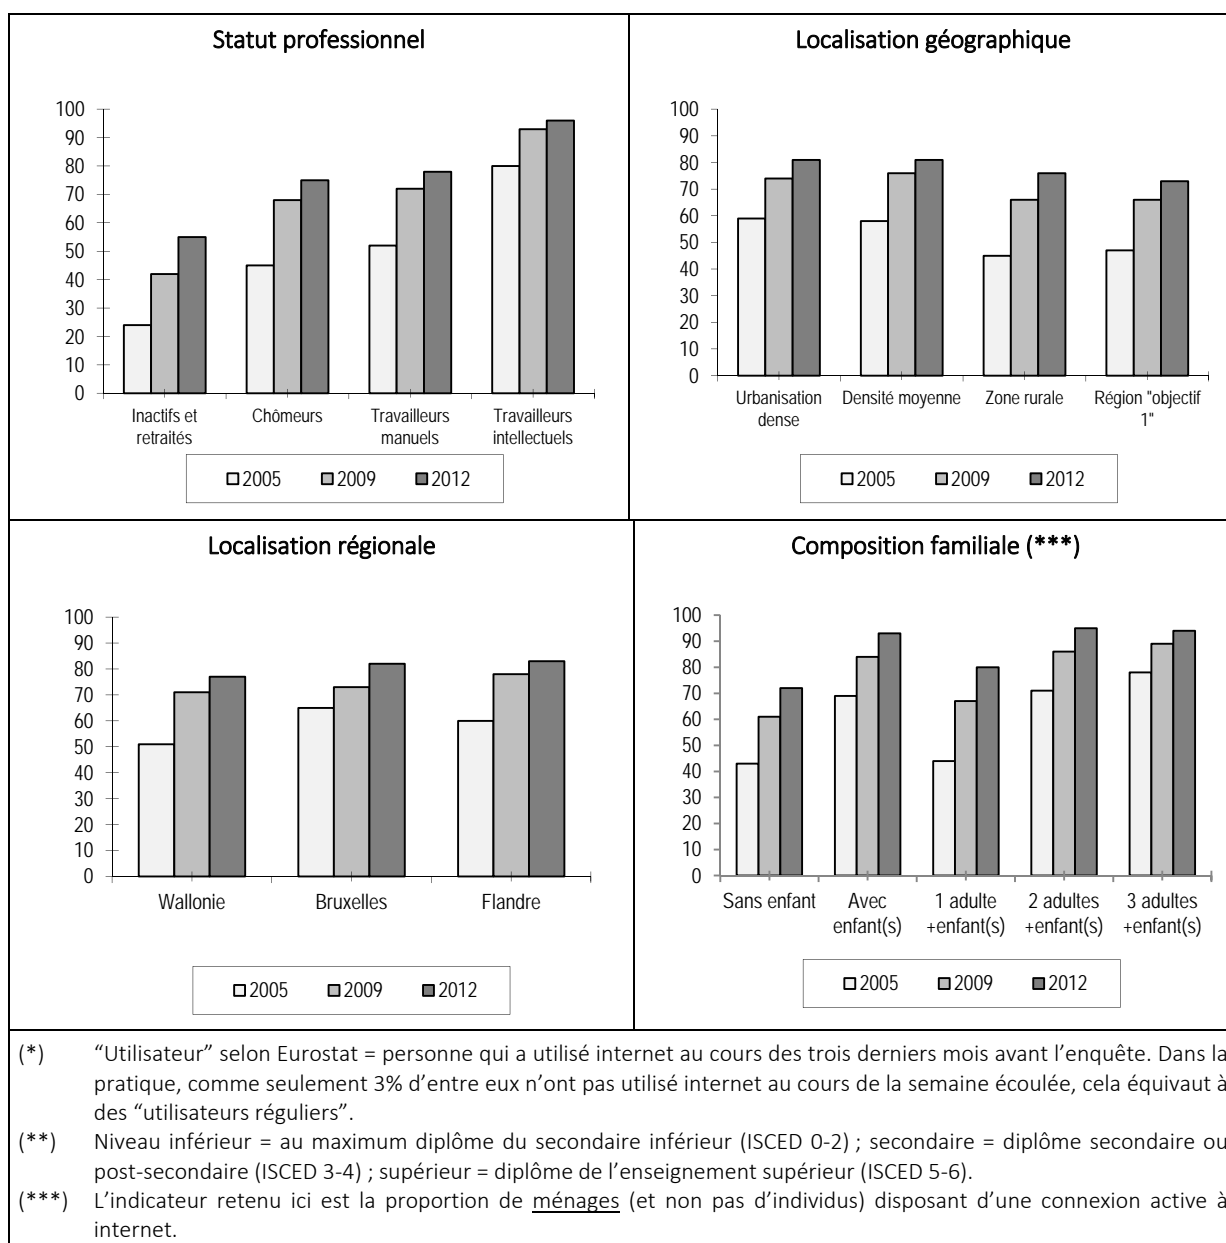 Statut professionnel
100
90
80
70
60
50
40
30
20
10
0
Inactifs et
retraités
Chômeurs
Travailleurs
manuels
Travailleurs
intellectuels
2005 2009 2012
Localisation géographique
100
90
80
70
60
50
40
30
20
10
0
Urbanisation
dense
Densité moyenne
Zone rurale
Région "objectif
1"
2005 2009 2012
Localisation régionale
100
90
80
70
60
50
40
30
20
10
0
Wallonie Bruxelles Flandre
2005 2009 2012
Composition familiale (***)
100
90
80
70
60
50
40
30
20
10
0
Sans enfant
Avec
enfant(s)
1 adulte
+enfant(s)
2 adultes
+enfant(s)
3 adultes
+enfant(s)
2005 2009 2012
(*) “Utilisateur” selon Eurostat = personne qui a utilisé internet au cours des trois derniers mois avant l’enquête. Dans la
pratique, comme seulement 3% d’entre eux n’ont pas utilisé internet au cours de la semaine écoulée, cela équivaut à
des “utilisateurs réguliers”.
(**) Niveau inférieur = au maximum diplôme du secondaire inférieur (ISCED 0-2) ; secondaire = diplôme secondaire ou
post-secondaire (ISCED 3-4) ; supérieur = diplôme de l’enseignement supérieur (ISCED 5-6).
(***) L’indicateur retenu ici est la proportion de ménages (et non pas d’individus) disposant d’une connexion active à
internet.